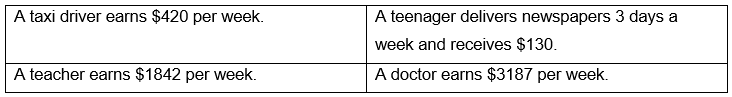 A taxi driver earns $420 per week.
A teenager delivers newspapers 3 days a
week and receives $130.
A teacher earns $1842 per week.
A doctor earns $3187 per week.